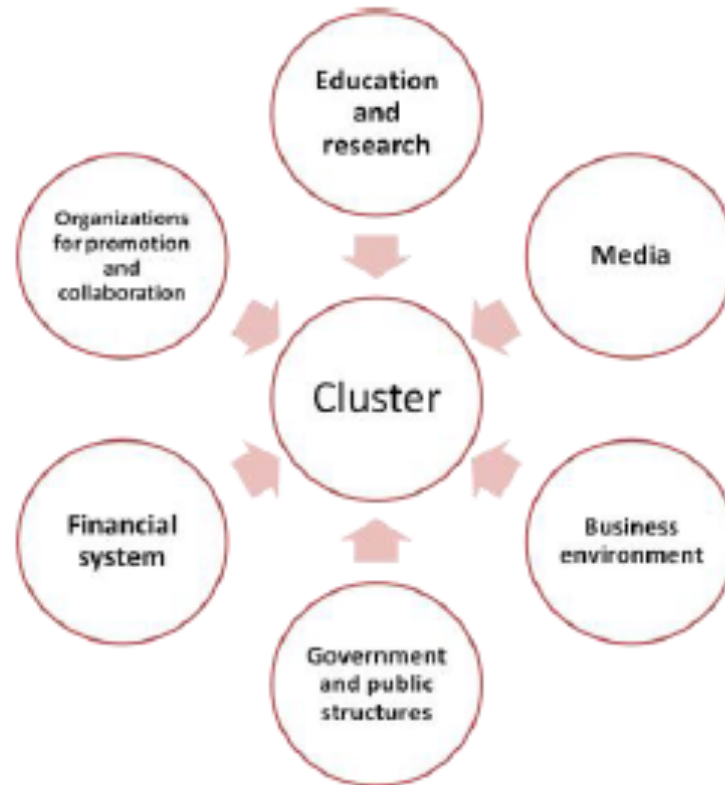 Education
and
research
Organizations
for promotion
and
collaboration
Media
Cluster
Financial
system
Business
environment
Government
and public
structures